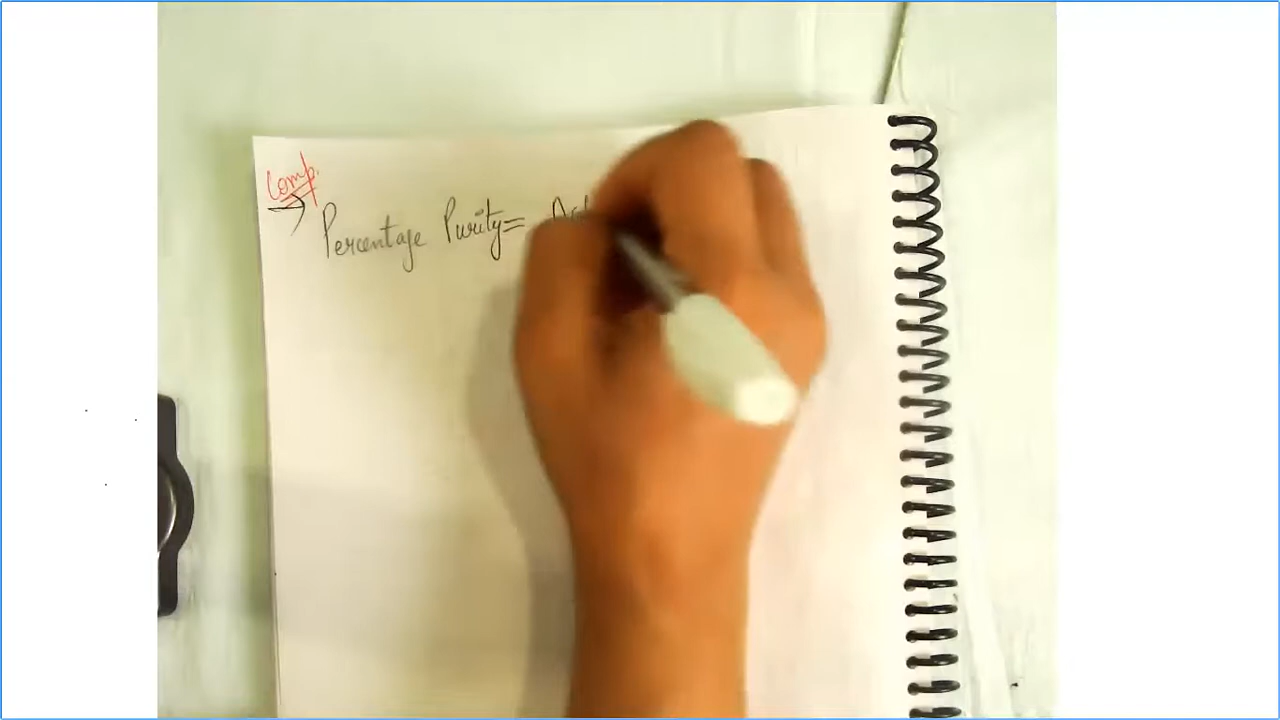 Comp.
→ Percentage Purity=